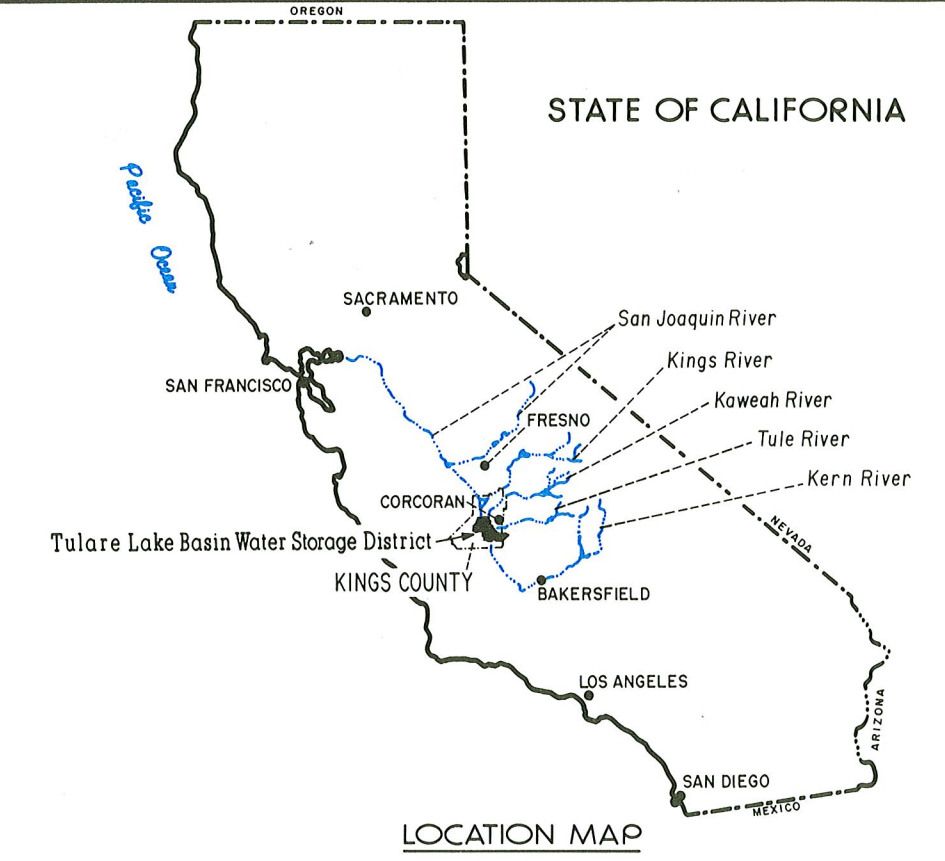 OREGON
STATE OF CALIFORNIA
Pacific Ocean
SACRAMENTO
San Joaquin River
Kings River
SAN FRANCISCO
Kaweah River
FRESNO
Tule River
Kern River
CORCORAN
NEVADA
Tulare Lake Basin Water Storage District
KINGS COUNTY
BAKERSFIELD
LOS ANGELES
ARIZONA
SAN DIEGO
MEXICO
LOCATION MAP